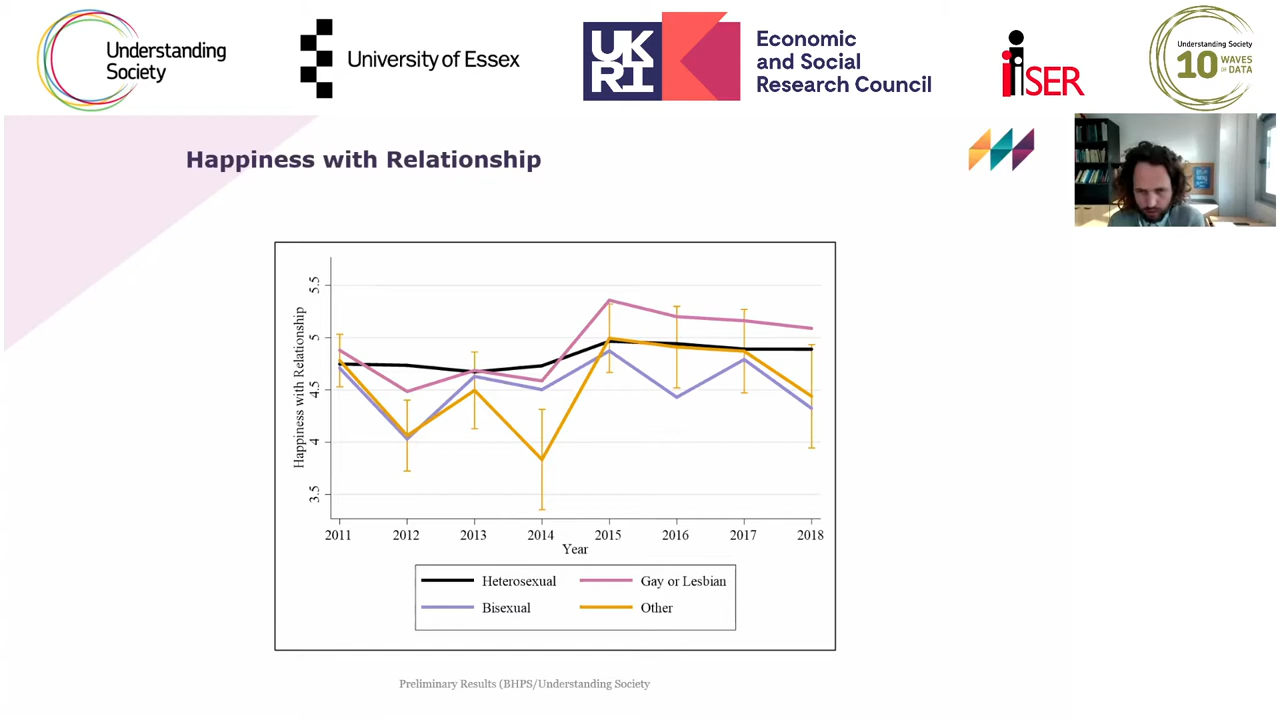 Understanding
Society
University of Essex
UK
RI
Economic
and Social
Research Council
iiSER
Understanding Society
10 WAVES
OF DATA
Happiness with Relationship
Happiness with Relationship
5.5
5
4.5
4
3.5
2011 2012 2013 2014 2015 2016 2017 2018
Year
Heterosexual Gay or Lesbian
Bisexual Other
Preliminary Results (BHPS/Understanding Society